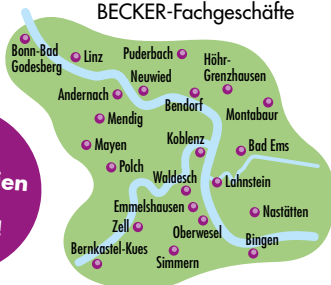 BECKER-Fachgeschäfte
Bonn-Bad
Godesberg
Linz
Puderbach
Höhr-
Grenzhausen
Neuwied
Andernach
Bendorf
Montabaur
Mendig
Koblenz
Bad Ems
Mayen
Polch
Waldesch
Lahnstein
Emmelshausen
Nastätten
Zell
Oberwesel
Bingen
Bernkastel-Kues
Simmern